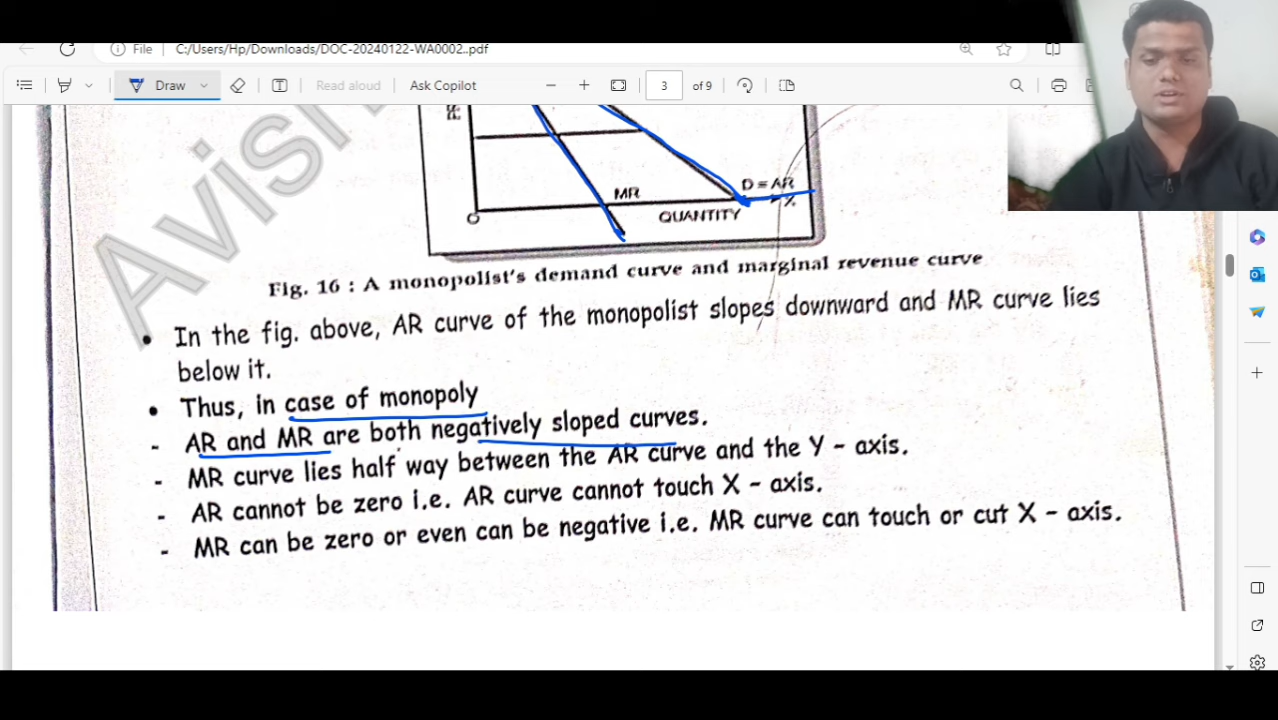 File
C:/Users/Hp/Downloads/DOC-20240122-WA0002..pdf
Draw
T
Read aloud
Ask Copilot
3 of 9
Avish
MR
D = AR
X
O
QUANTITY
Fig. 16 : A monopolist's demand curve and marginal revenue curve
• In the fig. above, AR curve of the monopolist slopes downward and MR curve lies
below it.
• Thus, in case of monopoly
- AR and MR are both negatively sloped curves.
- MR curve lies half way between the AR curve and the Y - axis.
- AR cannot be zero i.e. AR curve cannot touch X - axis.
- MR can be zero or even can be negative i.e. MR curve can touch or cut X - axis.